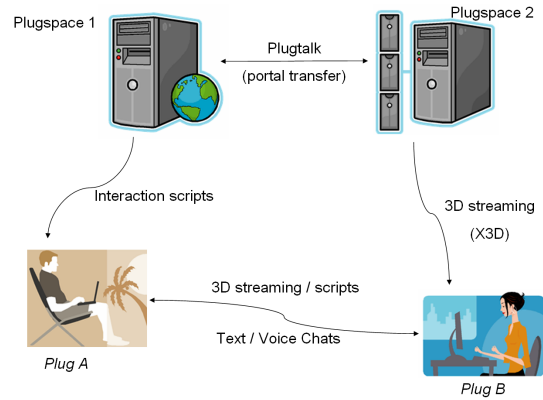 Plugspace 1
Plugspace 2
Plugtalk
(portal transfer)
Interaction scripts
3D streaming
(X3D)
3D streaming / scripts
Text / Voice Chats
Plug A
Plug B